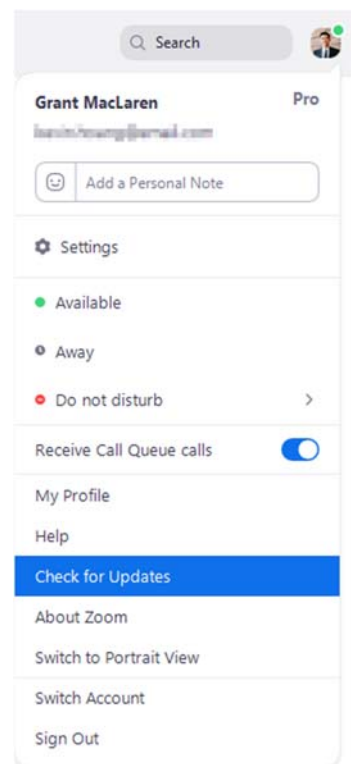 Search
Grant MacLaren Pro
Add a Personal Note
Settings
Available
Away
Do not disturb
Receive Call Queue calls
My Profile
Help
Check for Updates
About Zoom
Switch to Portrait View
Switch Account
Sign Out